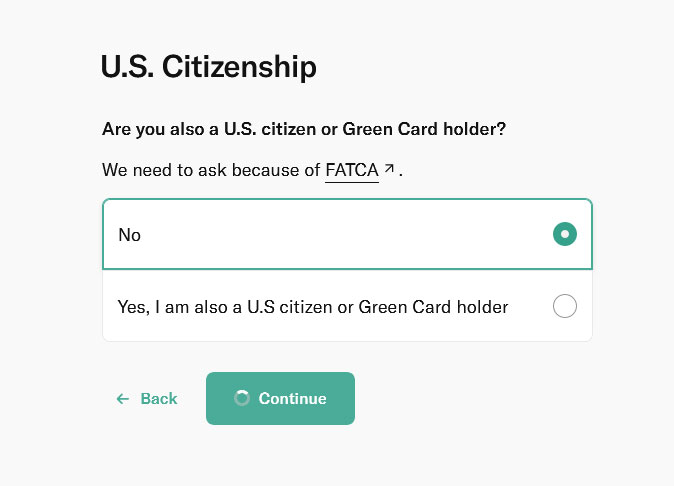 U.S. Citizenship
Are you also a U.S. citizen or Green Card holder?
We need to ask because of FATCA ↗.
No
Yes, I am also a U.S citizen or Green Card holder
← Back
Continue